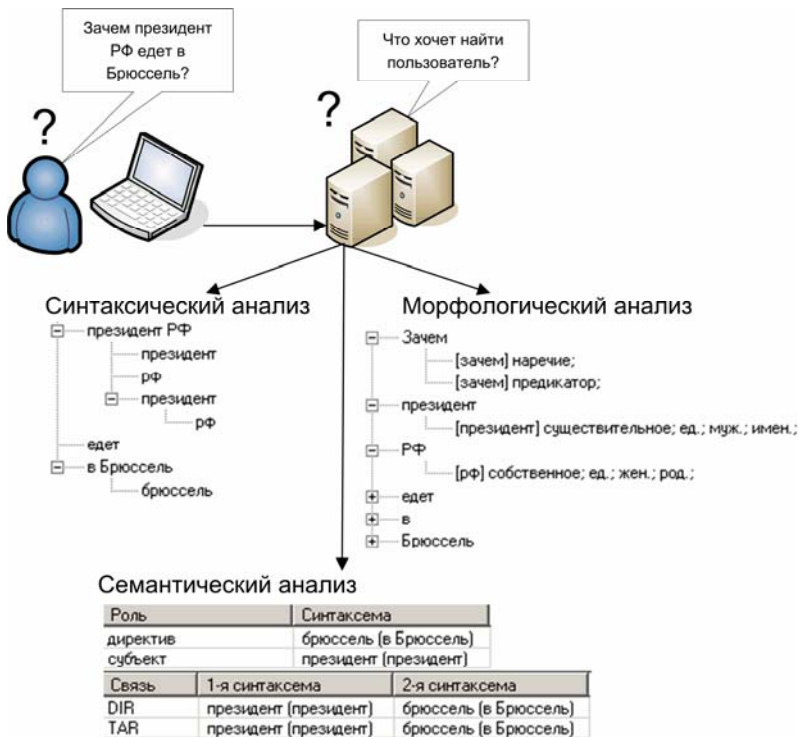 Зачем президент
РФ едет в
Брюссель?
Что хочет найти
пользователь?
?
?
Синтаксический анализ
президент РФ
президент
рф
президент
рф
едет
в Брюссель
брюссель
Морфологический анализ
Зачем
[зачем] наречие;
[зачем] предикатор;
президент
[президент] существительное; ед.; муж.; имен.;
РФ
[рф] собственное; ед.; жен.; род.;
едет
в
Брюссель
Семантический анализ
Роль Синтаксема
директив брюссель (в Брюссель)
субъект президент (президент)
Связь 1-я синтаксема 2-я синтаксема
DIR президент (президент) брюссель (в Брюссель)
TAR президент (президент) брюссель (в Брюссель)